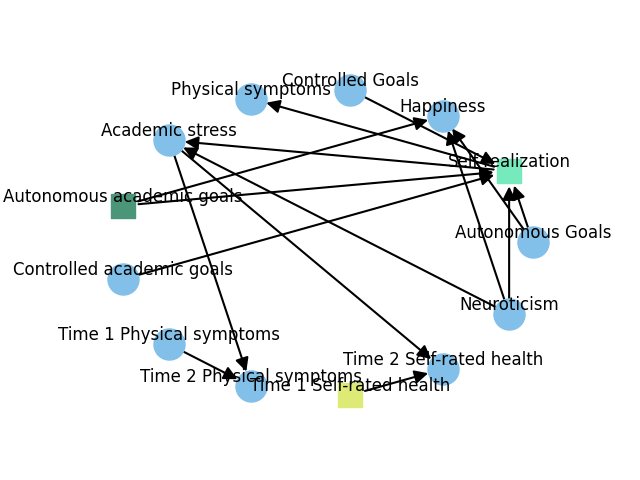 Controlled Goals
Physical symptoms
Happiness
Academic stress
Self-realization
Autonomous academic goals
Autonomous Goals
Controlled academic goals
Neuroticism
Time 1 Physical symptoms
Time 2 Self-rated health
Time 2 Physical symptoms
Time 1 Self-rated health